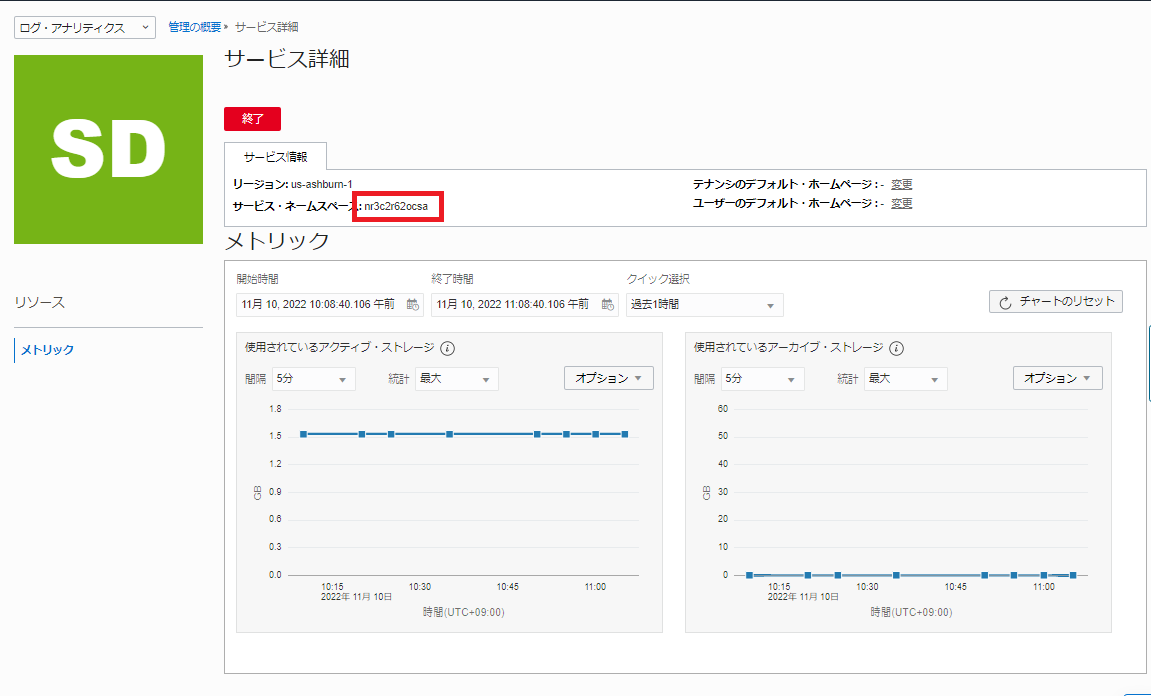 ログ・アナリティクス 管理の概要 » サービス詳細
サービス詳細
SD
終了
サービス情報
リージョン: us-ashburn-1 テナンシのデフォルト・ホームページ : - 変更
サービス・ネームスペース: nr3c2r62ocsa ユーザーのデフォルト・ホームページ : - 変更
メトリック
リソース
メトリック
開始時間 終了時間 クイック選択
11月 10, 2022 10:08:40.106 午前 11月 10, 2022 11:08:40.106 午前 過去1時間 チャートのリセット
使用されているアクティブ・ストレージ
間隔 5分 統計 最大 オプション
1.8
1.5
1.2
0.9
0.6
0.3
0.0
GB
10:15 10:30 10:45 11:00
2022年 11月 10日
時間(UTC+09:00)
使用されているアーカイブ・ストレージ
間隔 5分 統計 最大 オプション
60
50
40
30
20
10
0
GB
10:15 10:30 10:45 11:00
2022年 11月 10日
時間(UTC+09:00)